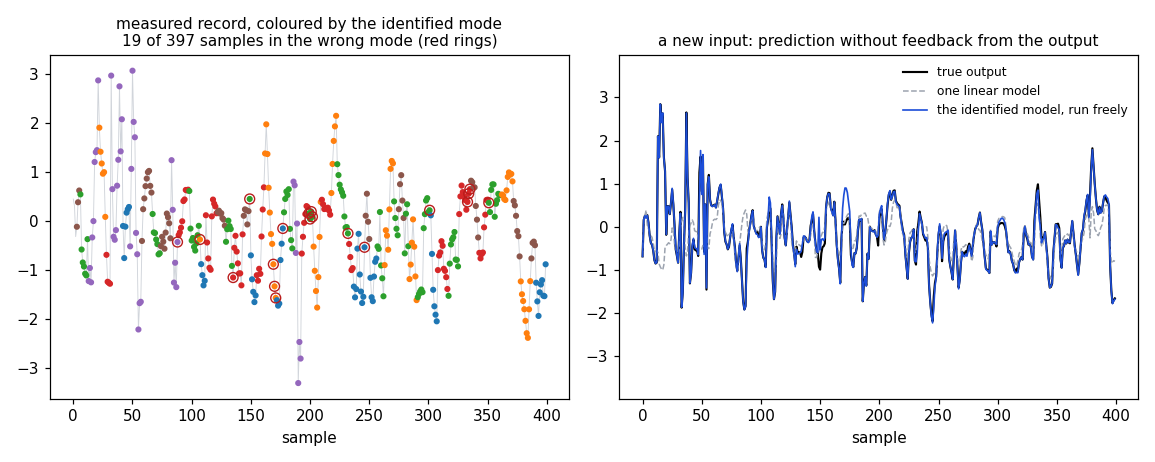 measured record, coloured by the identified mode
19 of 397 samples in the wrong mode (red rings)
3
2
1
0
−1
−2
−3
0 50 100 150 200 250 300 350 400
sample
a new input: prediction without feedback from the output
true output
one linear model
the identified model, run freely
3
2
1
0
−1
−2
−3
0 50 100 150 200 250 300 350 400
sample